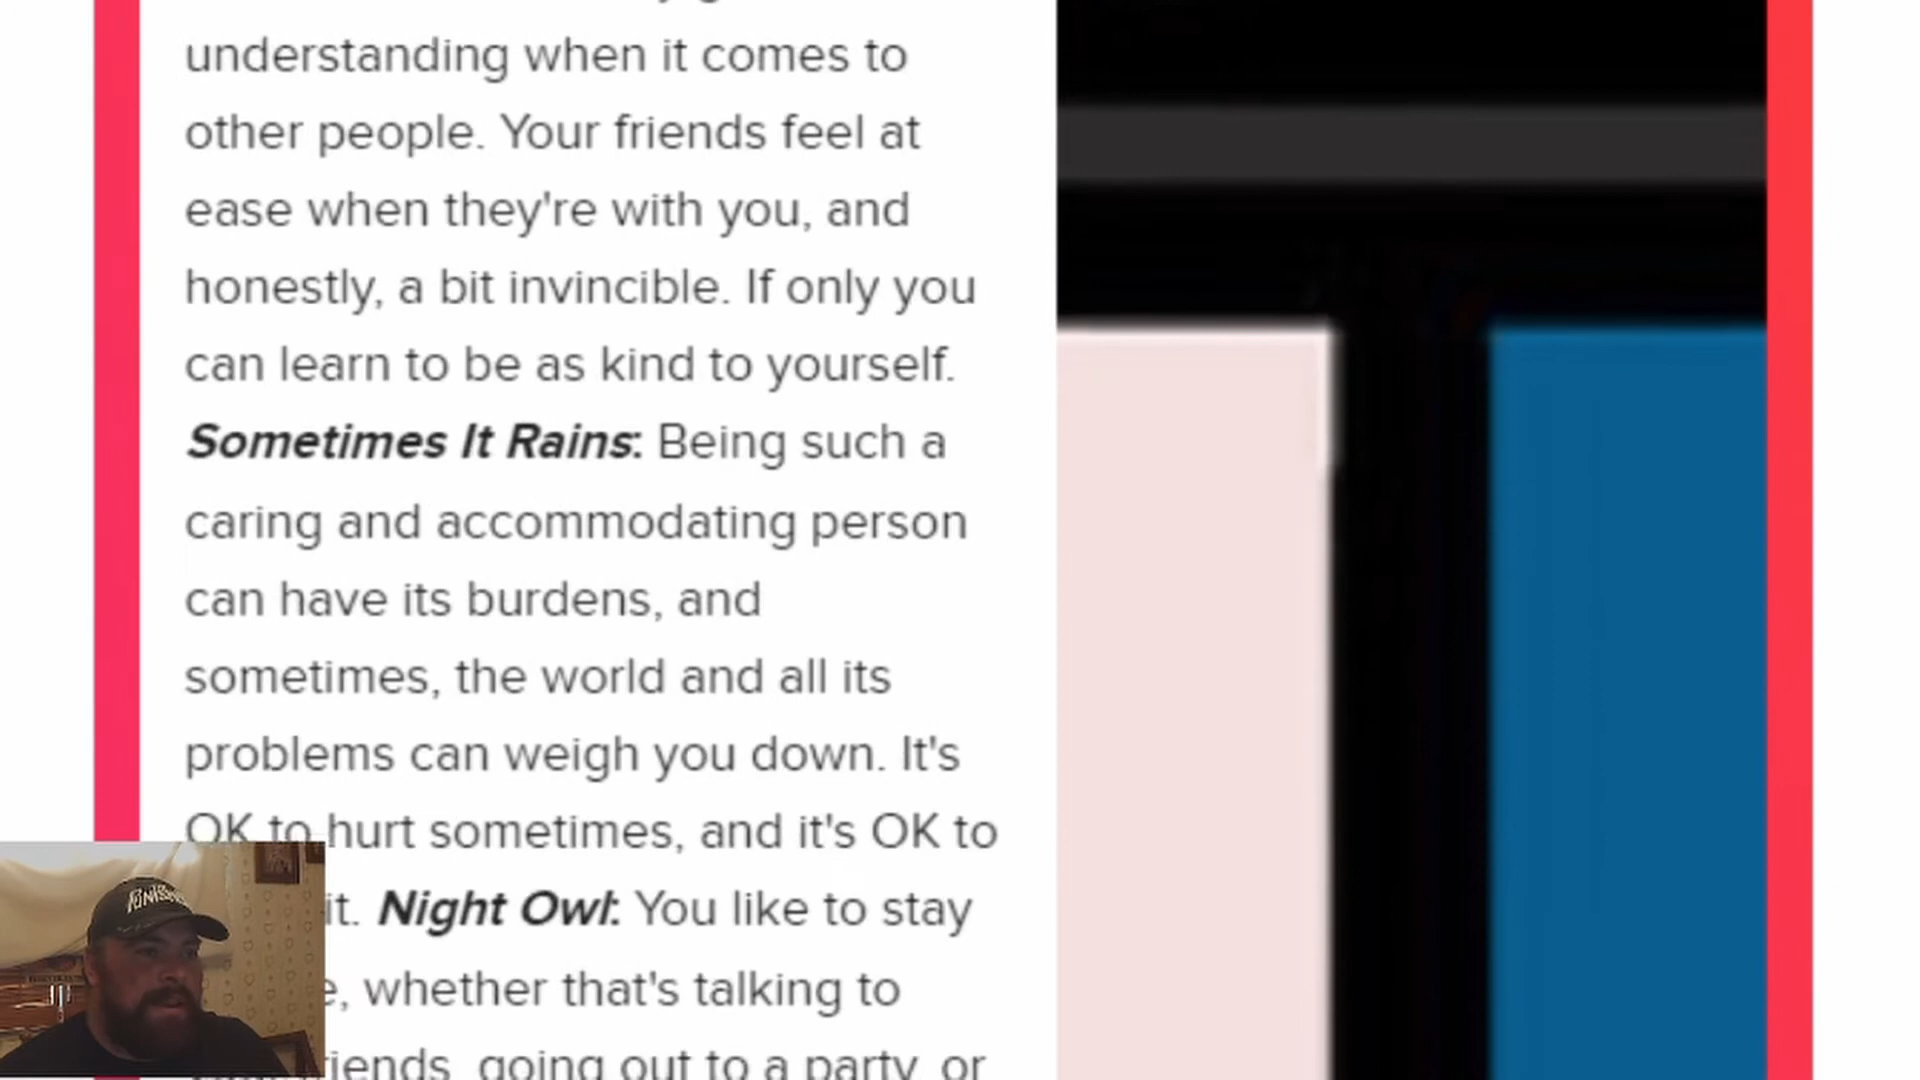 understanding when it comes to
other people. Your friends feel at
ease when they're with you, and
honestly, a bit invincible. If only you
can learn to be as kind to yourself.
Sometimes It Rains: Being such a
caring and accommodating person
can have its burdens, and
sometimes, the world and all its
problems can weigh you down. It's
OK to hurt sometimes, and it's OK to
it. Night Owl: You like to stay
whether that's talking to
friends, going out to a party, or